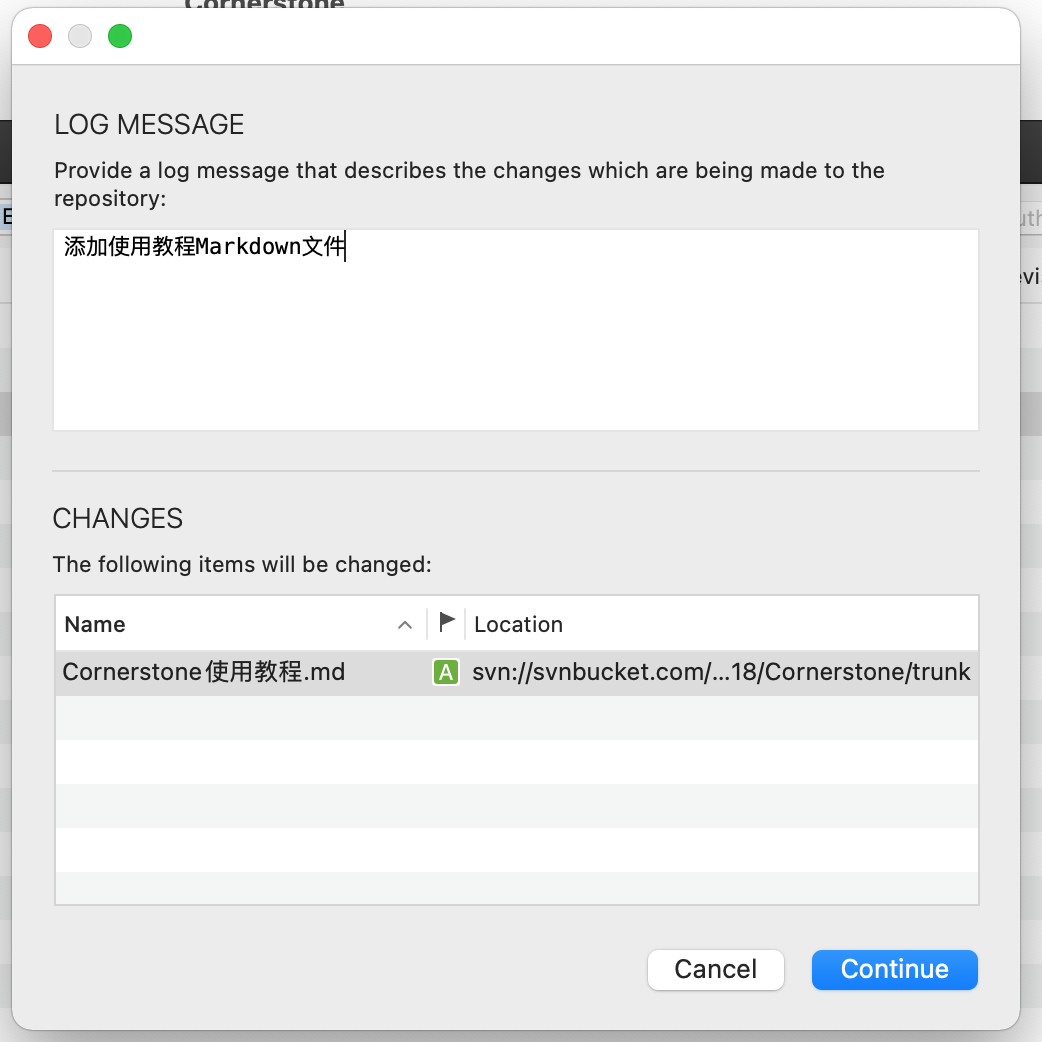 Cornerstone
LOG MESSAGE
Provide a log message that describes the changes which are being made to the
repository:
添加使用教程Markdown文件
CHANGES
The following items will be changed:
Name Location
Cornerstone使用教程.md A svn://svnbucket.com/...18/Cornerstone/trunk
Cancel Continue